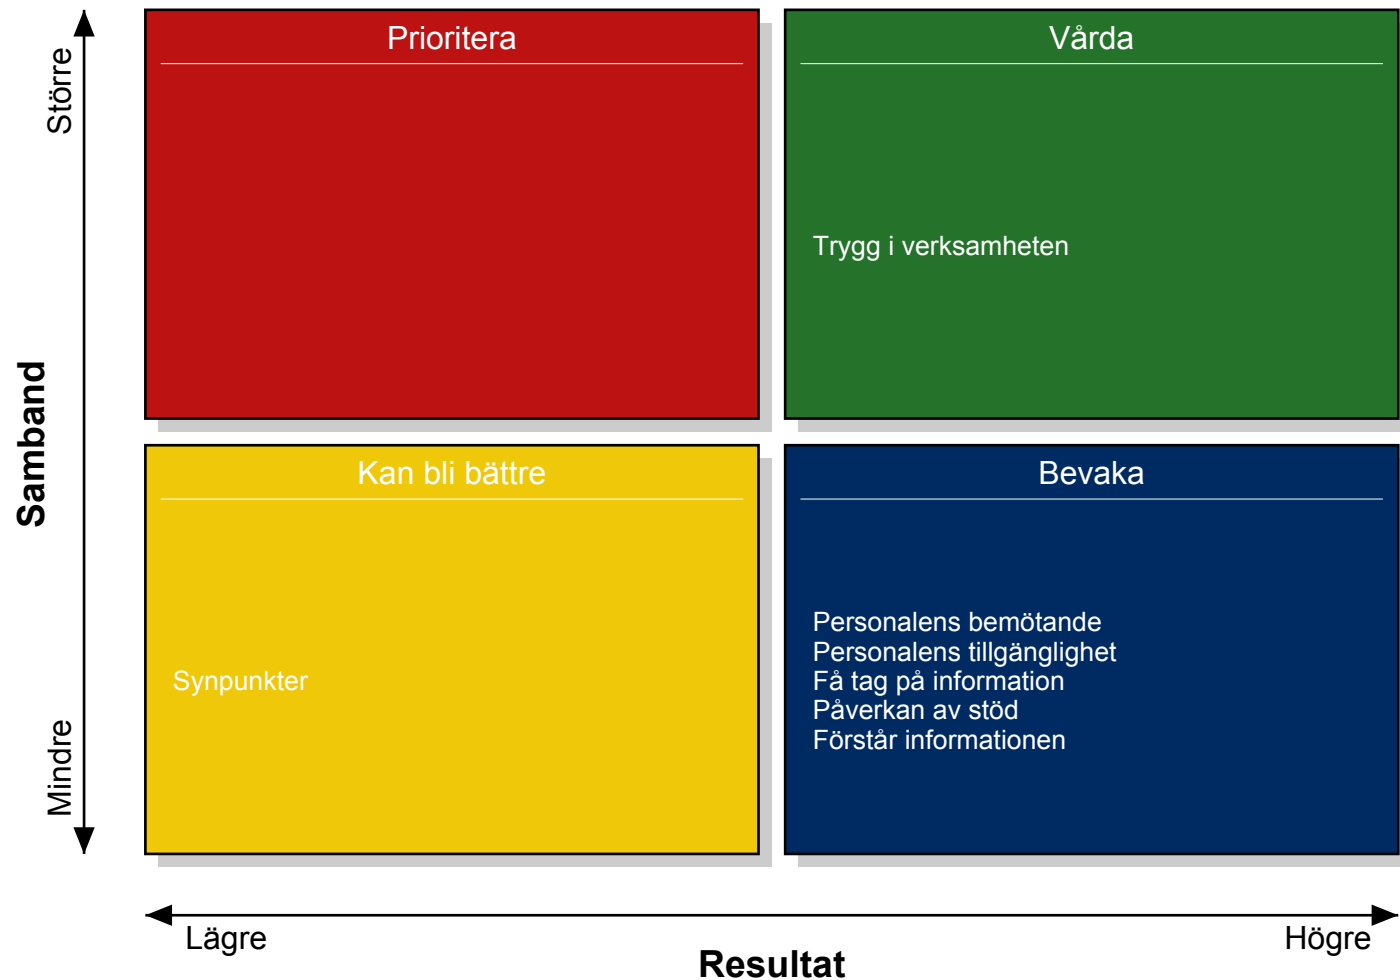 Större
Samband
Mindre
Prioritera
Vårda
Trygg i verksamheten
Kan bli bättre
Synpunkter
Bevaka
Personalens bemötande
Personalens tillgänglighet
Få tag på information
Påverkan av stöd
Förstår informationen
Lägre
Resultat
Högre